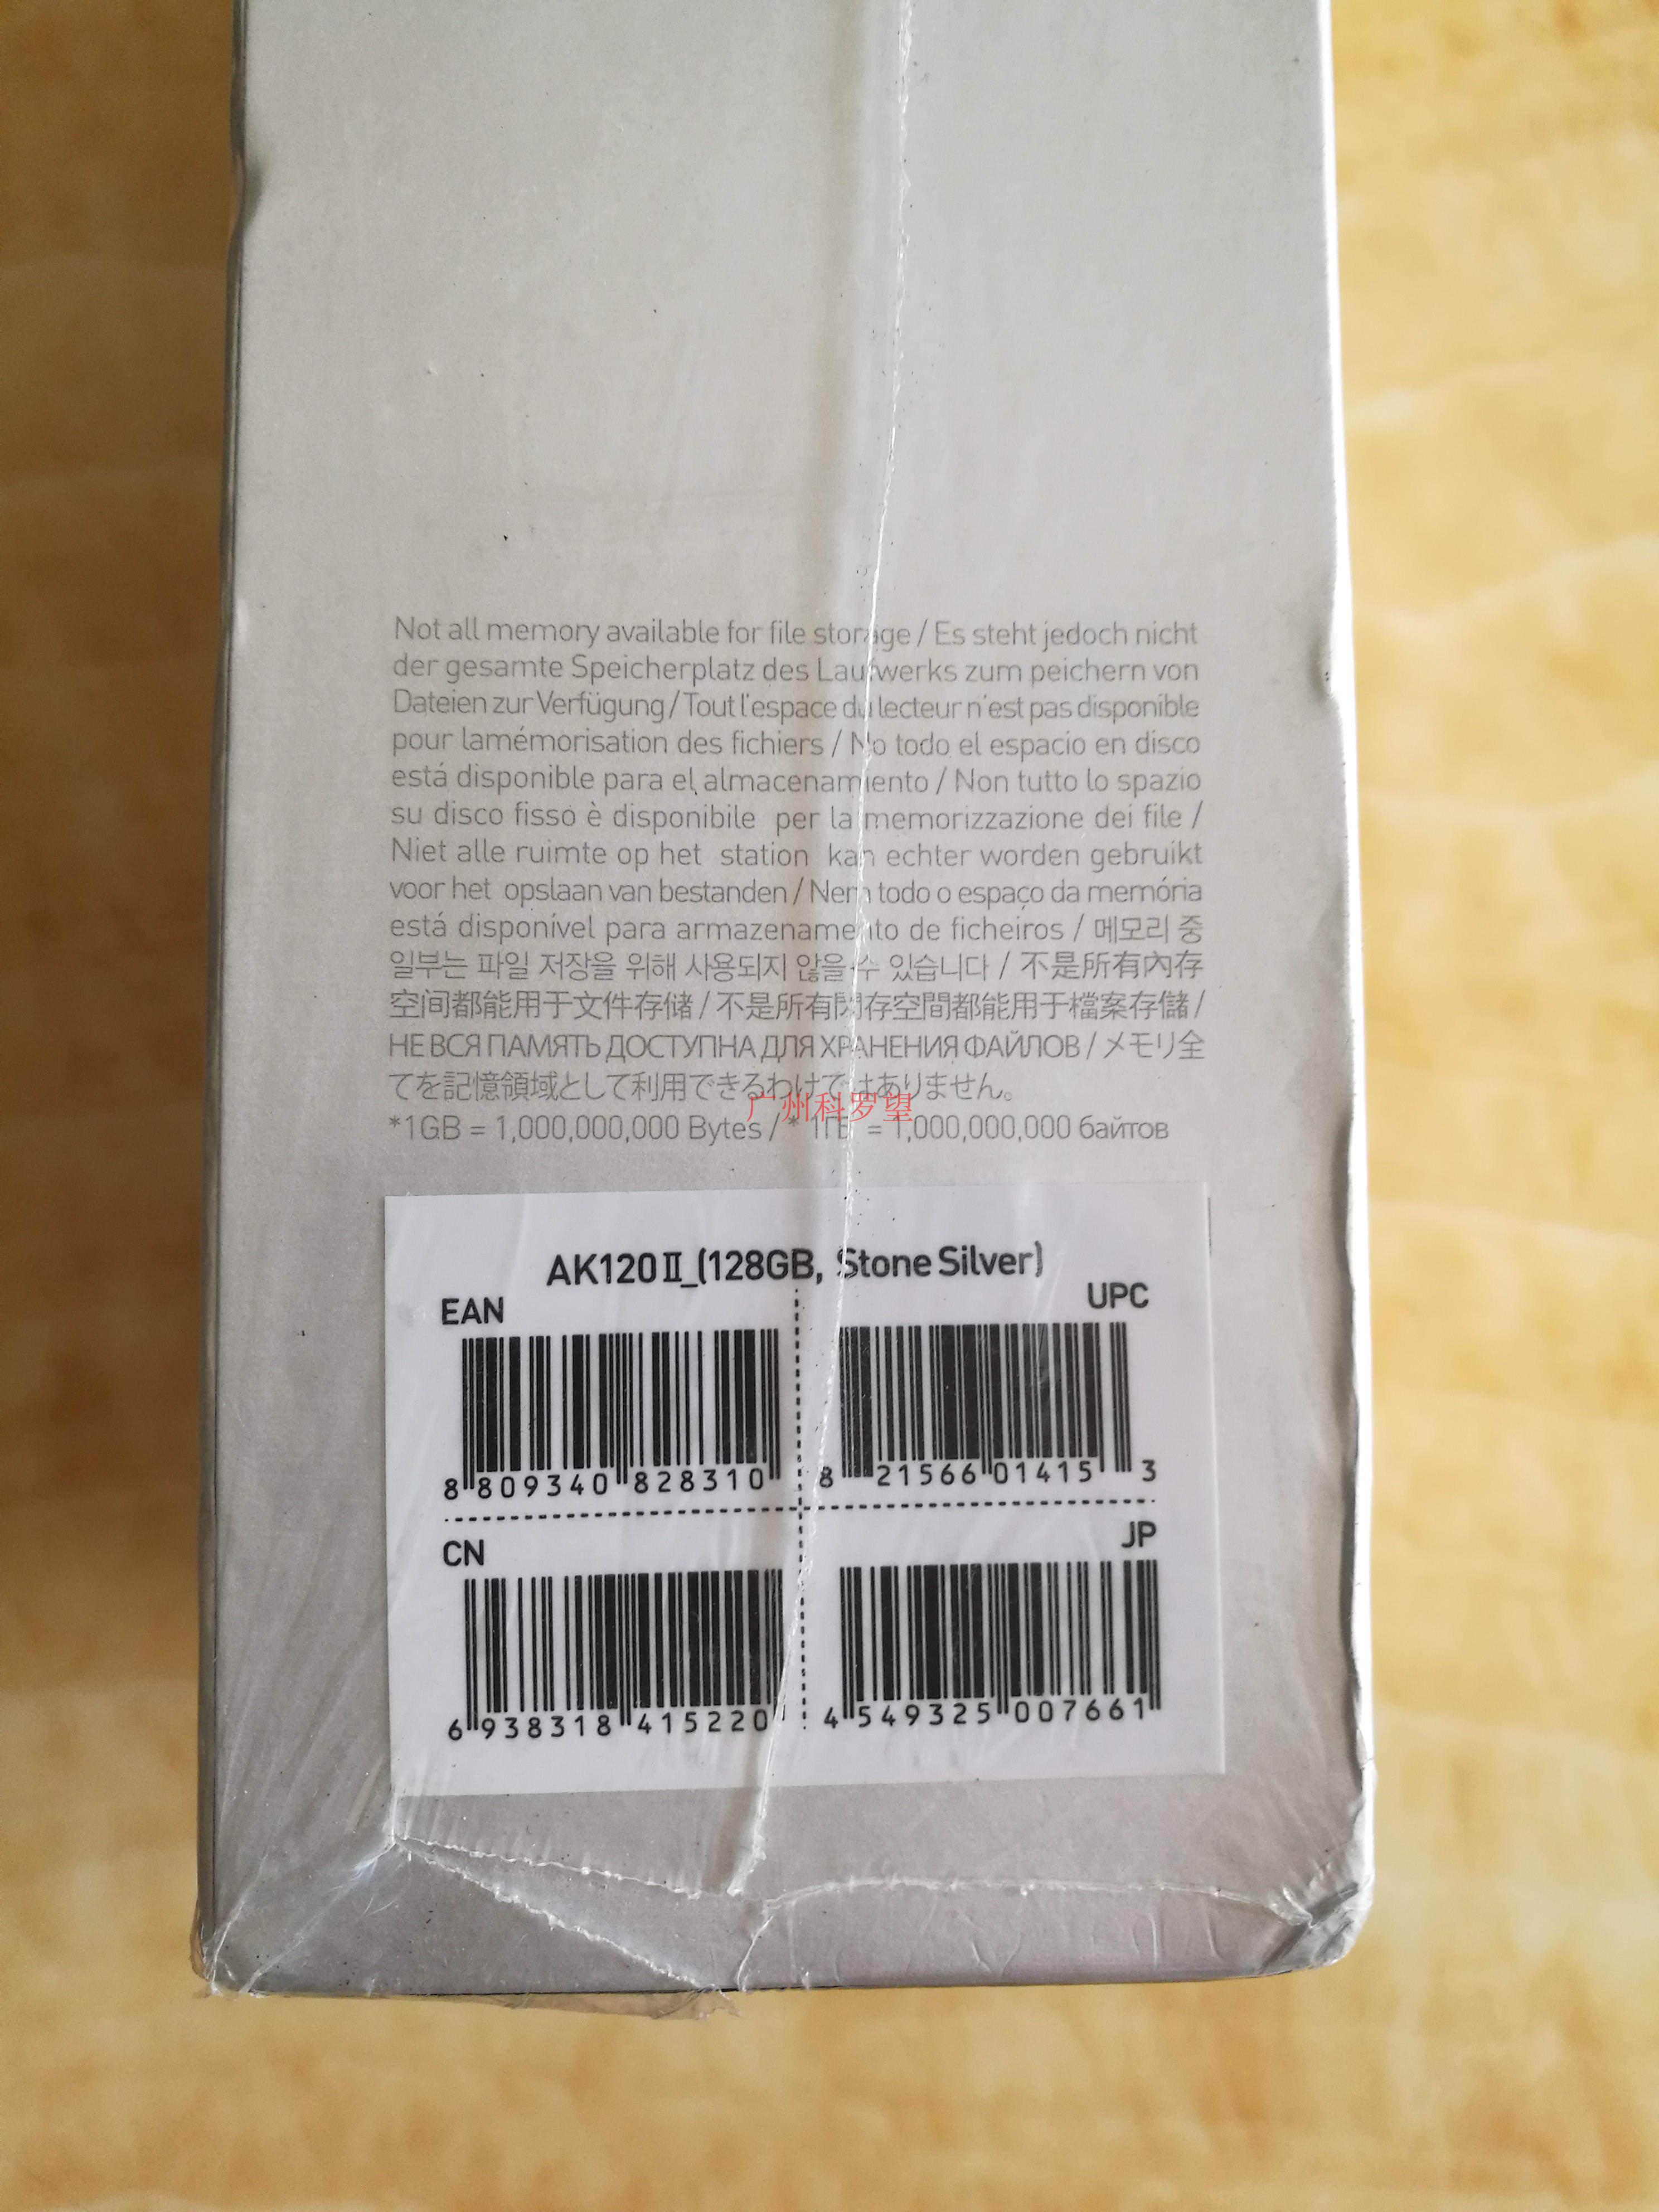 Not all memory available for file storage / Es steht jedoch nicht
der gesamte Speicherplatz des Laufwerks zum peichern von
Dateien zur Verfügung / Tout l'espace du lecteur n'est pas disponible
pour lamémorisation des fichiers / No todo el espacio en disco
está disponible para el almacenamiento / Non tutto lo spazio
su disco fisso è disponibile per la memorizzazione dei file /
Niet alle ruimte op het station kan echter worden gebruikt
voor het opslaan van bestanden / Nem todo o espaço da memória
está disponível para armazenamento de ficheiros / 메모리 중
일부는 파일 저장을 위해 사용되지 않을 수 있습니다 / 不是所有內存
空间都能用于文件存储 / 不是所有閃存空間都能用于檔案存儲 /
НЕ ВСЯ ПАМЯТЬ ДОСТУПНА ДЛЯ ХРАНЕНИЯ ФАЙЛОВ / メモリ全
てを記憶領域として利用できるわけではありません。
广州科罗望
*1GB = 1,000,000,000 Bytes / * 1ГБ = 1,000,000,000 байтов
AK120Ⅱ_(128GB, Stone Silver)
EAN
UPC
8 809340 828310
8 21566 01415 3
CN
JP
6 938318 415220
4 549325 007661